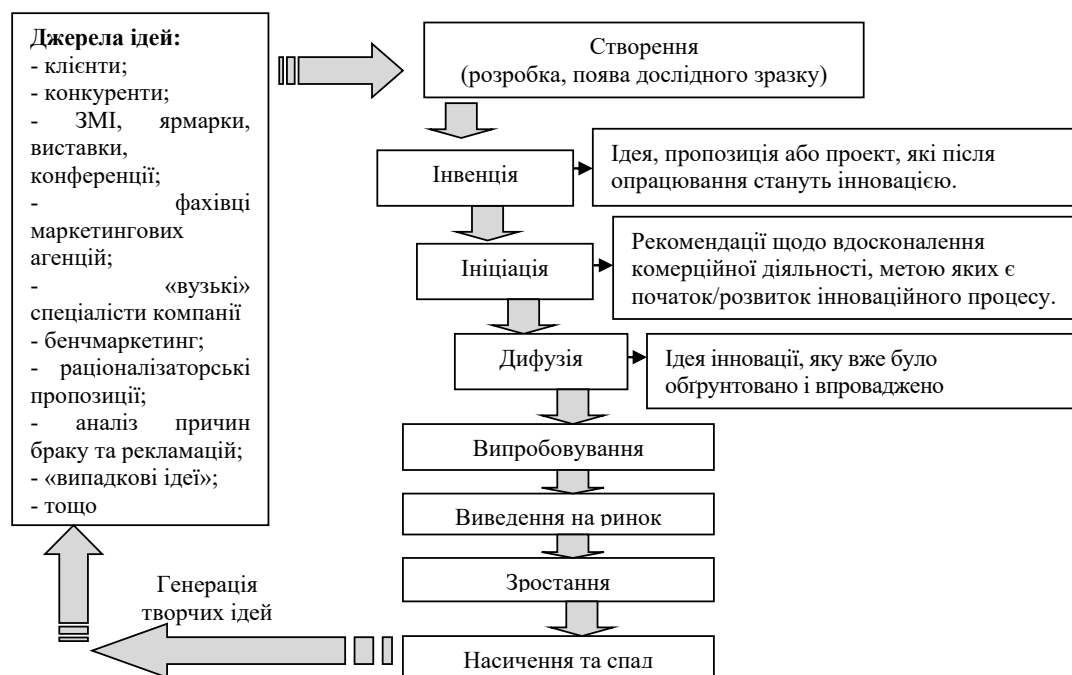 Джерела ідей:
- клієнти;
- конкуренти;
- ЗМІ, ярмарки,
виставки,
конференції;
- фахівці
маркетингових
агенцій;
- «вузькі»
спеціалісти компанії
- бенчмаркетинг;
- раціоналізаторські
пропозиції;
- аналіз причин
браку та рекламацій;
- «випадкові ідеї»;
- тощо
Створення
(розробка, поява дослідного зразку)
Інвенція
Ідея, пропозиція або проект, які після
опрацювання стануть інновацією.
Ініціація
Рекомендації щодо вдосконалення
комерційної діяльності, метою яких є
початок/розвиток інноваційного процесу.
Дифузія
Ідея інновації, яку вже було
обґрунтовано і впроваджено
Випробовування
Виведення на ринок
Зростання
Насичення та спад
Генерація
творчих ідей